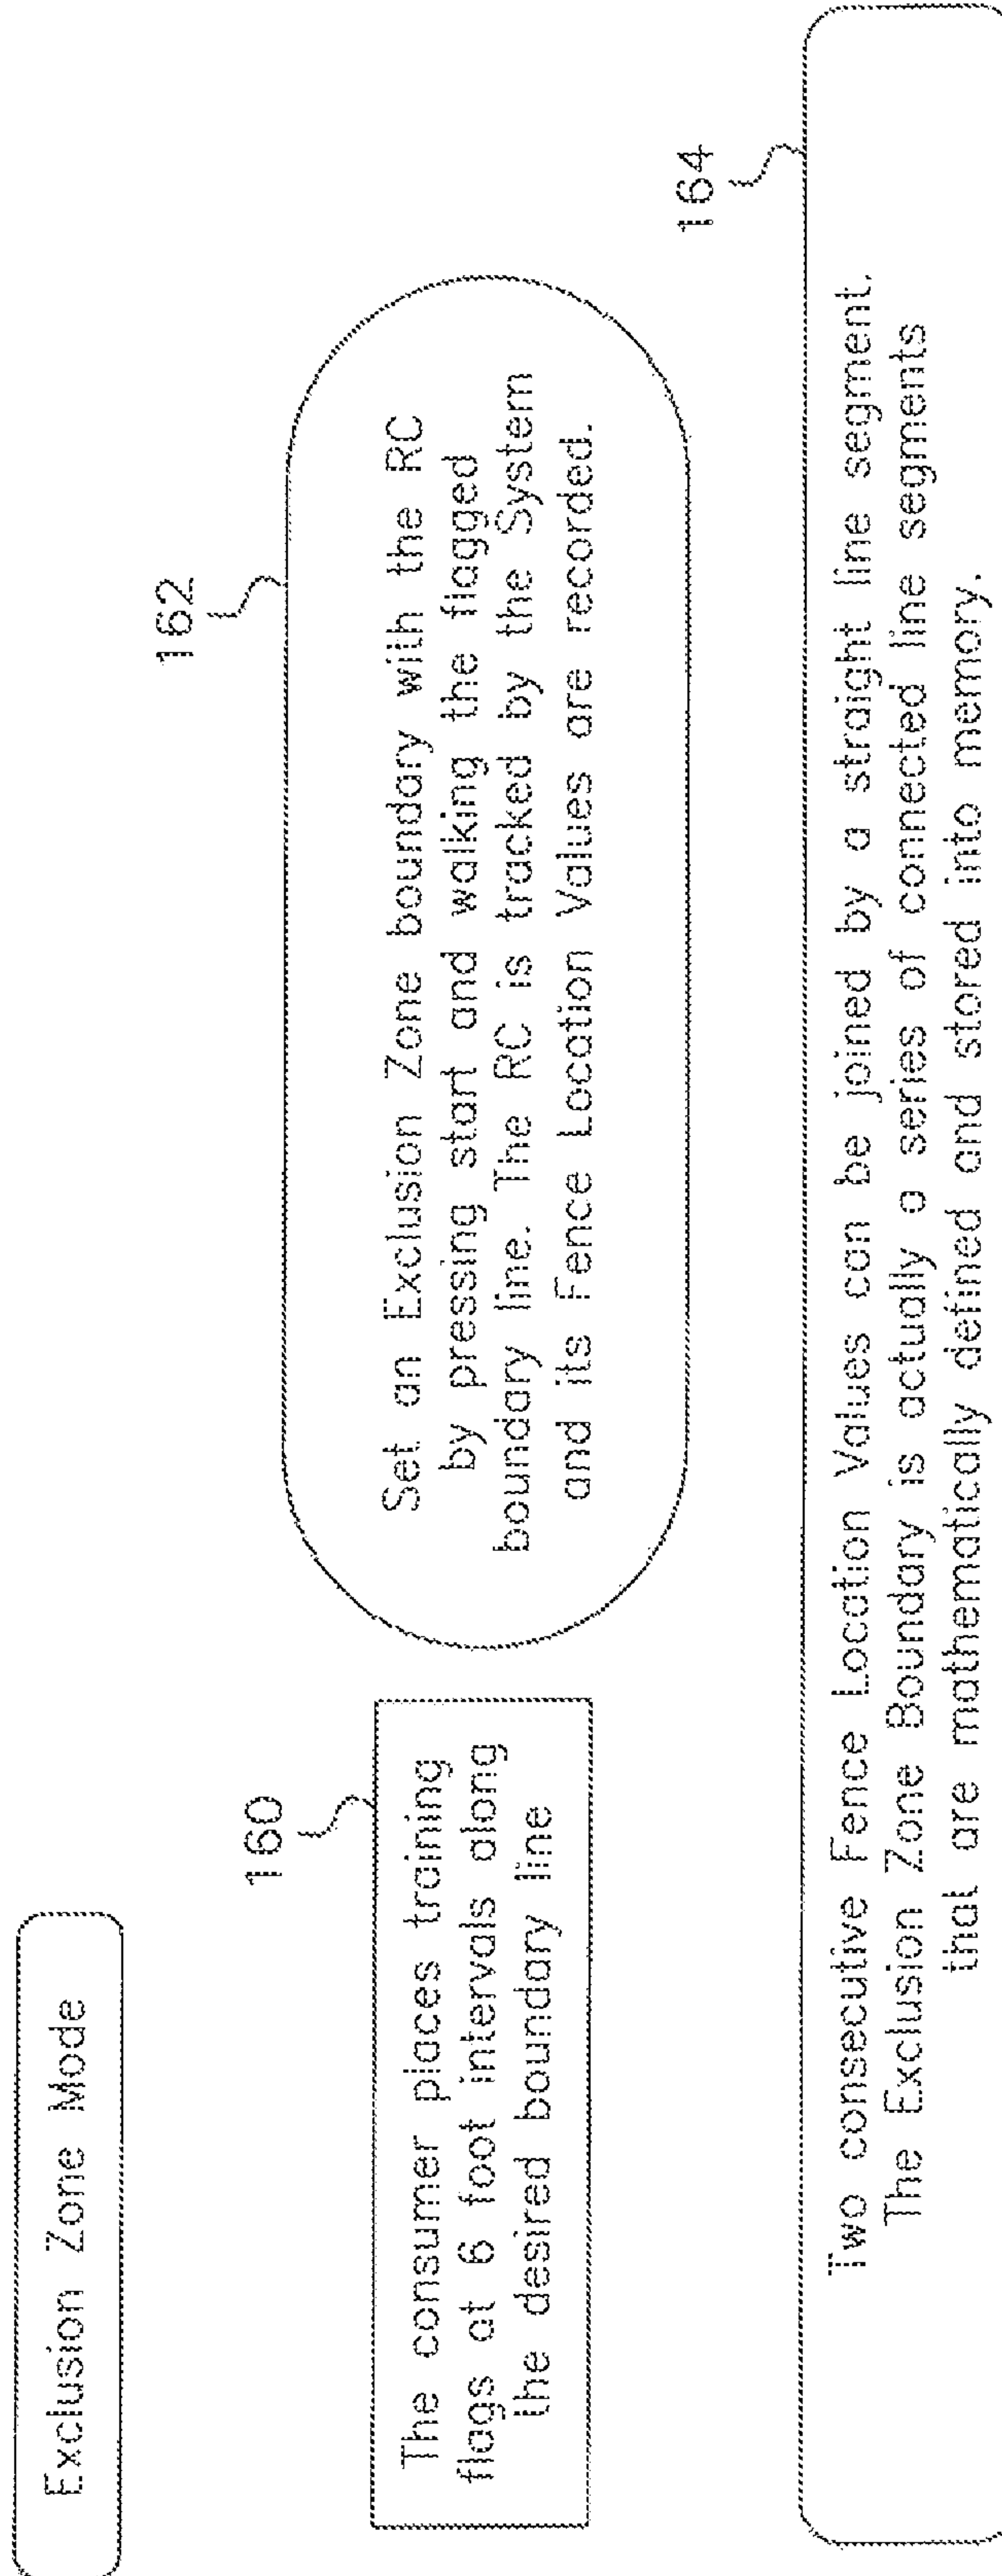 Exclusion Zone Mode
160
The consumer places training
flags at 6 foot intervals along
the desired boundary line
162
Set an Exclusion Zone boundary with the RC
by pressing start and walking the flagged
boundary line. The RC is tracked by the System
and its Fence Location Values are recorded.
164
Two consecutive Fence Location Values can be joined by a straight line segment.
The Exclusion Zone Boundary is actually a series of connected line segments
that are mathematically defined and stored into memory.